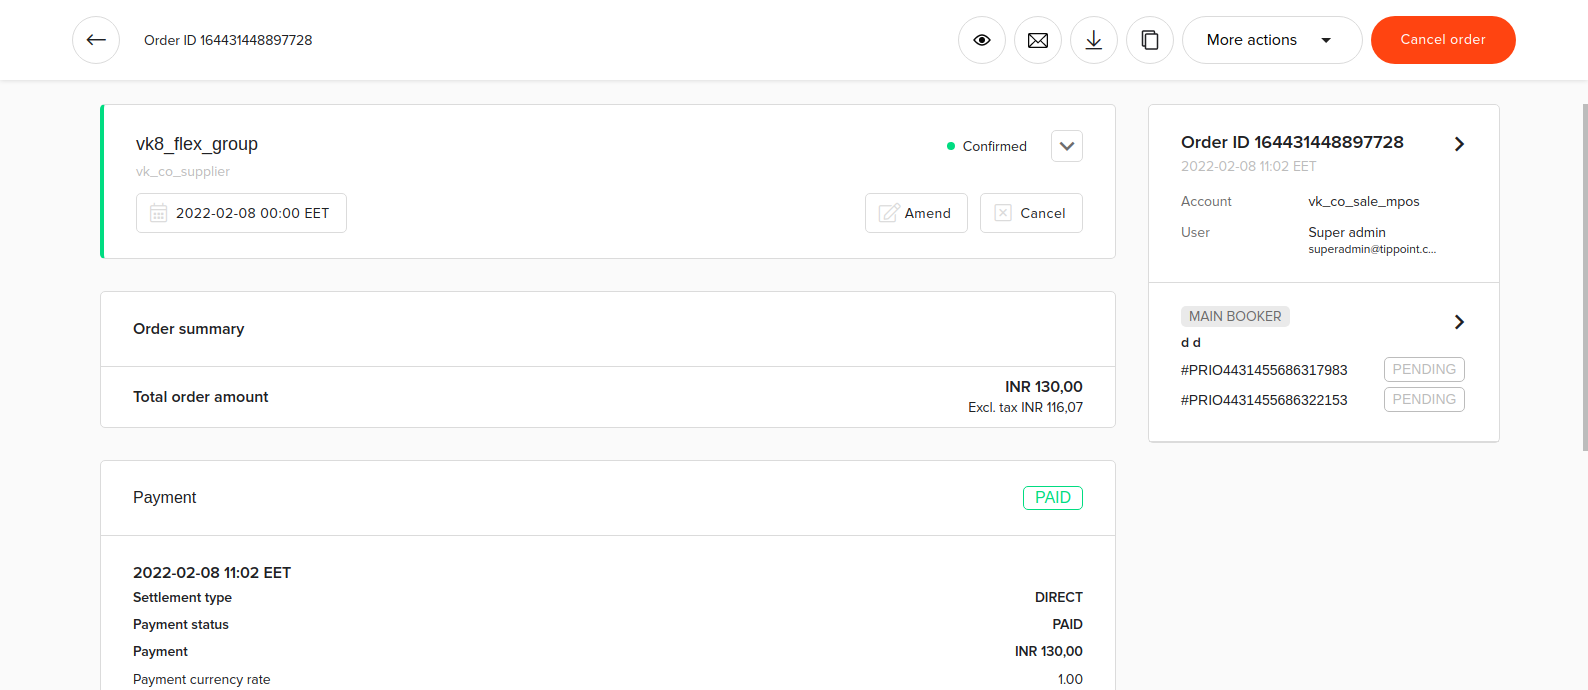 Order ID 164431448897728
More actions
Cancel order
vk8_flex_group
Confirmed
vk_co_supplier
2022-02-08 00:00 EET
Amend
Cancel
Order summary
Total order amount
INR 130,00
Excl. tax INR 116,07
Payment
PAID
2022-02-08 11:02 EET
Settlement type
DIRECT
Payment status
PAID
Payment
INR 130,00
Payment currency rate
1.00
Order ID 164431448897728
2022-02-08 11:02 EET
Account
vk_co_sale_mpos
User
Super admin
superadmin@tippoint.c...
MAIN BOOKER
d d
#PRIO4431455686317983
PENDING
#PRIO4431455686322153
PENDING